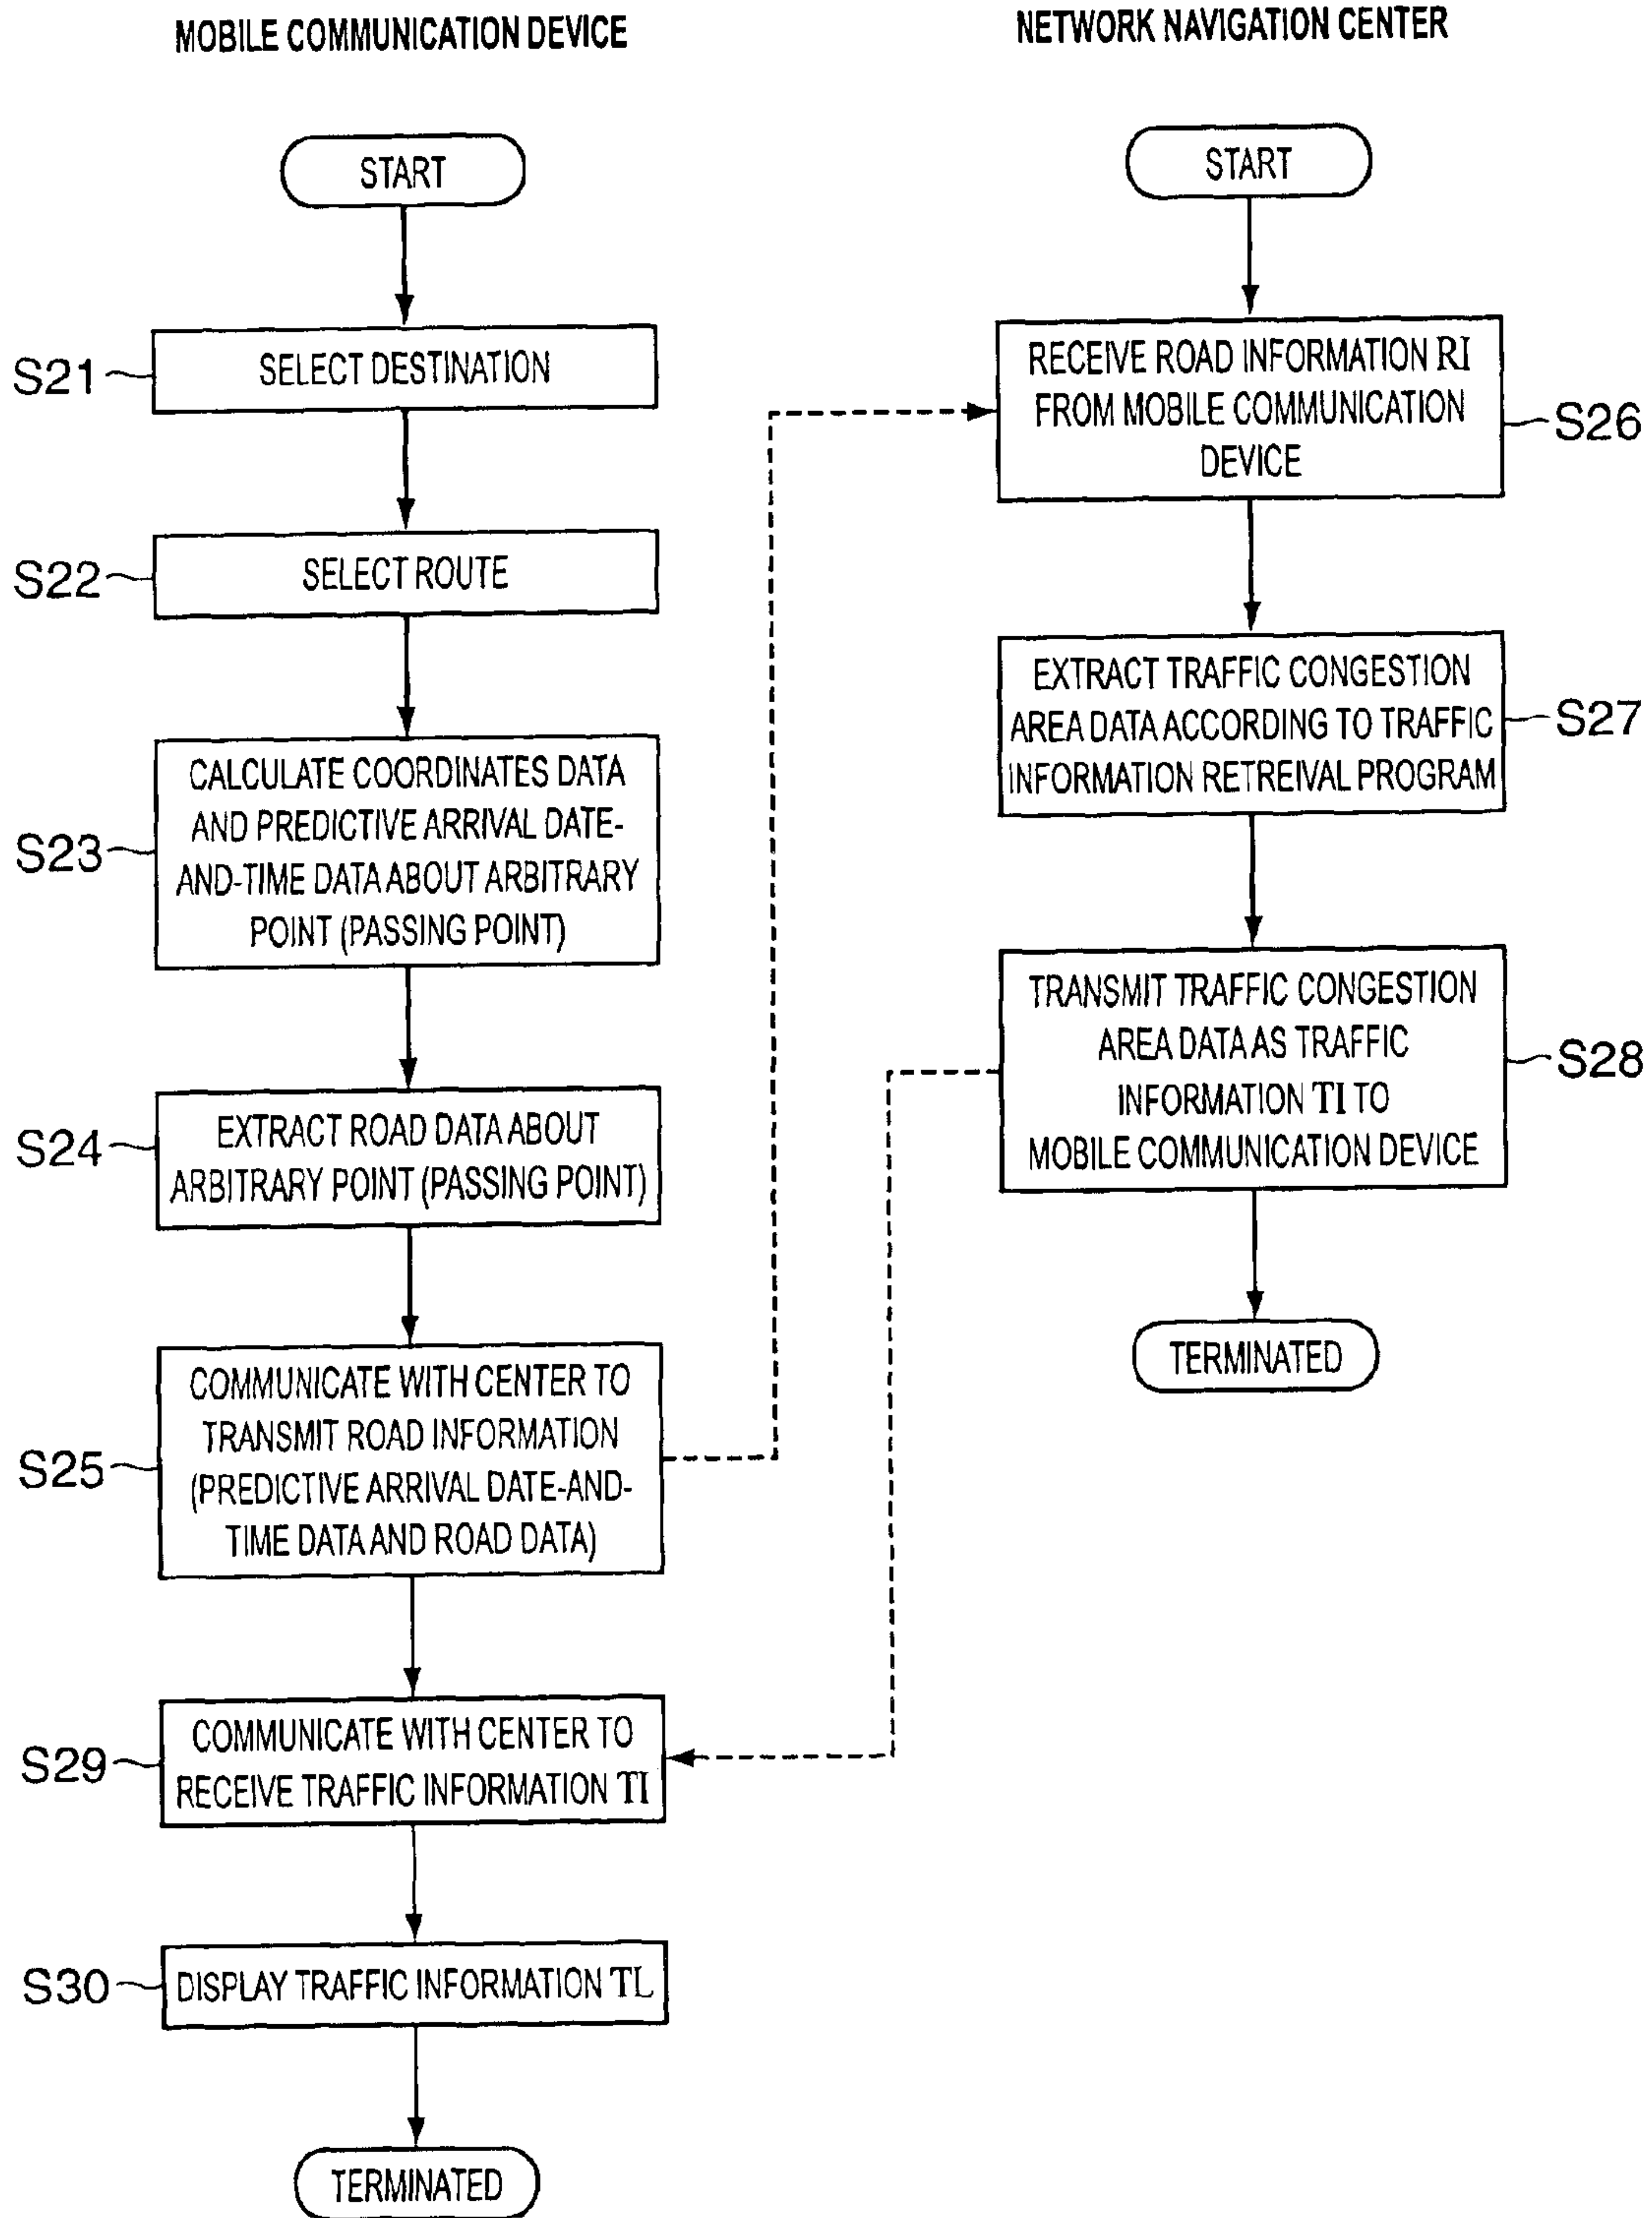 MOBILE COMMUNICATION DEVICE
START
S21
SELECT DESTINATION
S22
SELECT ROUTE
S23
CALCULATE COORDINATES DATA
AND PREDICTIVE ARRIVAL DATE-
AND-TIME DATA ABOUT ARBITRARY
POINT (PASSING POINT)
S24
EXTRACT ROAD DATA ABOUT
ARBITRARY POINT (PASSING POINT)
S25
COMMUNICATE WITH CENTER TO
TRANSMIT ROAD INFORMATION
(PREDICTIVE ARRIVAL DATE-AND-
TIME DATA AND ROAD DATA)
S29
COMMUNICATE WITH CENTER TO
RECEIVE TRAFFIC INFORMATION TI
S30
DISPLAY TRAFFIC INFORMATION TL
TERMINATED
NETWORK NAVIGATION CENTER
START
RECEIVE ROAD INFORMATION RI
FROM MOBILE COMMUNICATION
DEVICE
S26
EXTRACT TRAFFIC CONGESTION
AREA DATA ACCORDING TO TRAFFIC
INFORMATION RETREIVAL PROGRAM
S27
TRANSMIT TRAFFIC CONGESTION
AREA DATA AS TRAFFIC
INFORMATION TI TO
MOBILE COMMUNICATION DEVICE
S28
TERMINATED